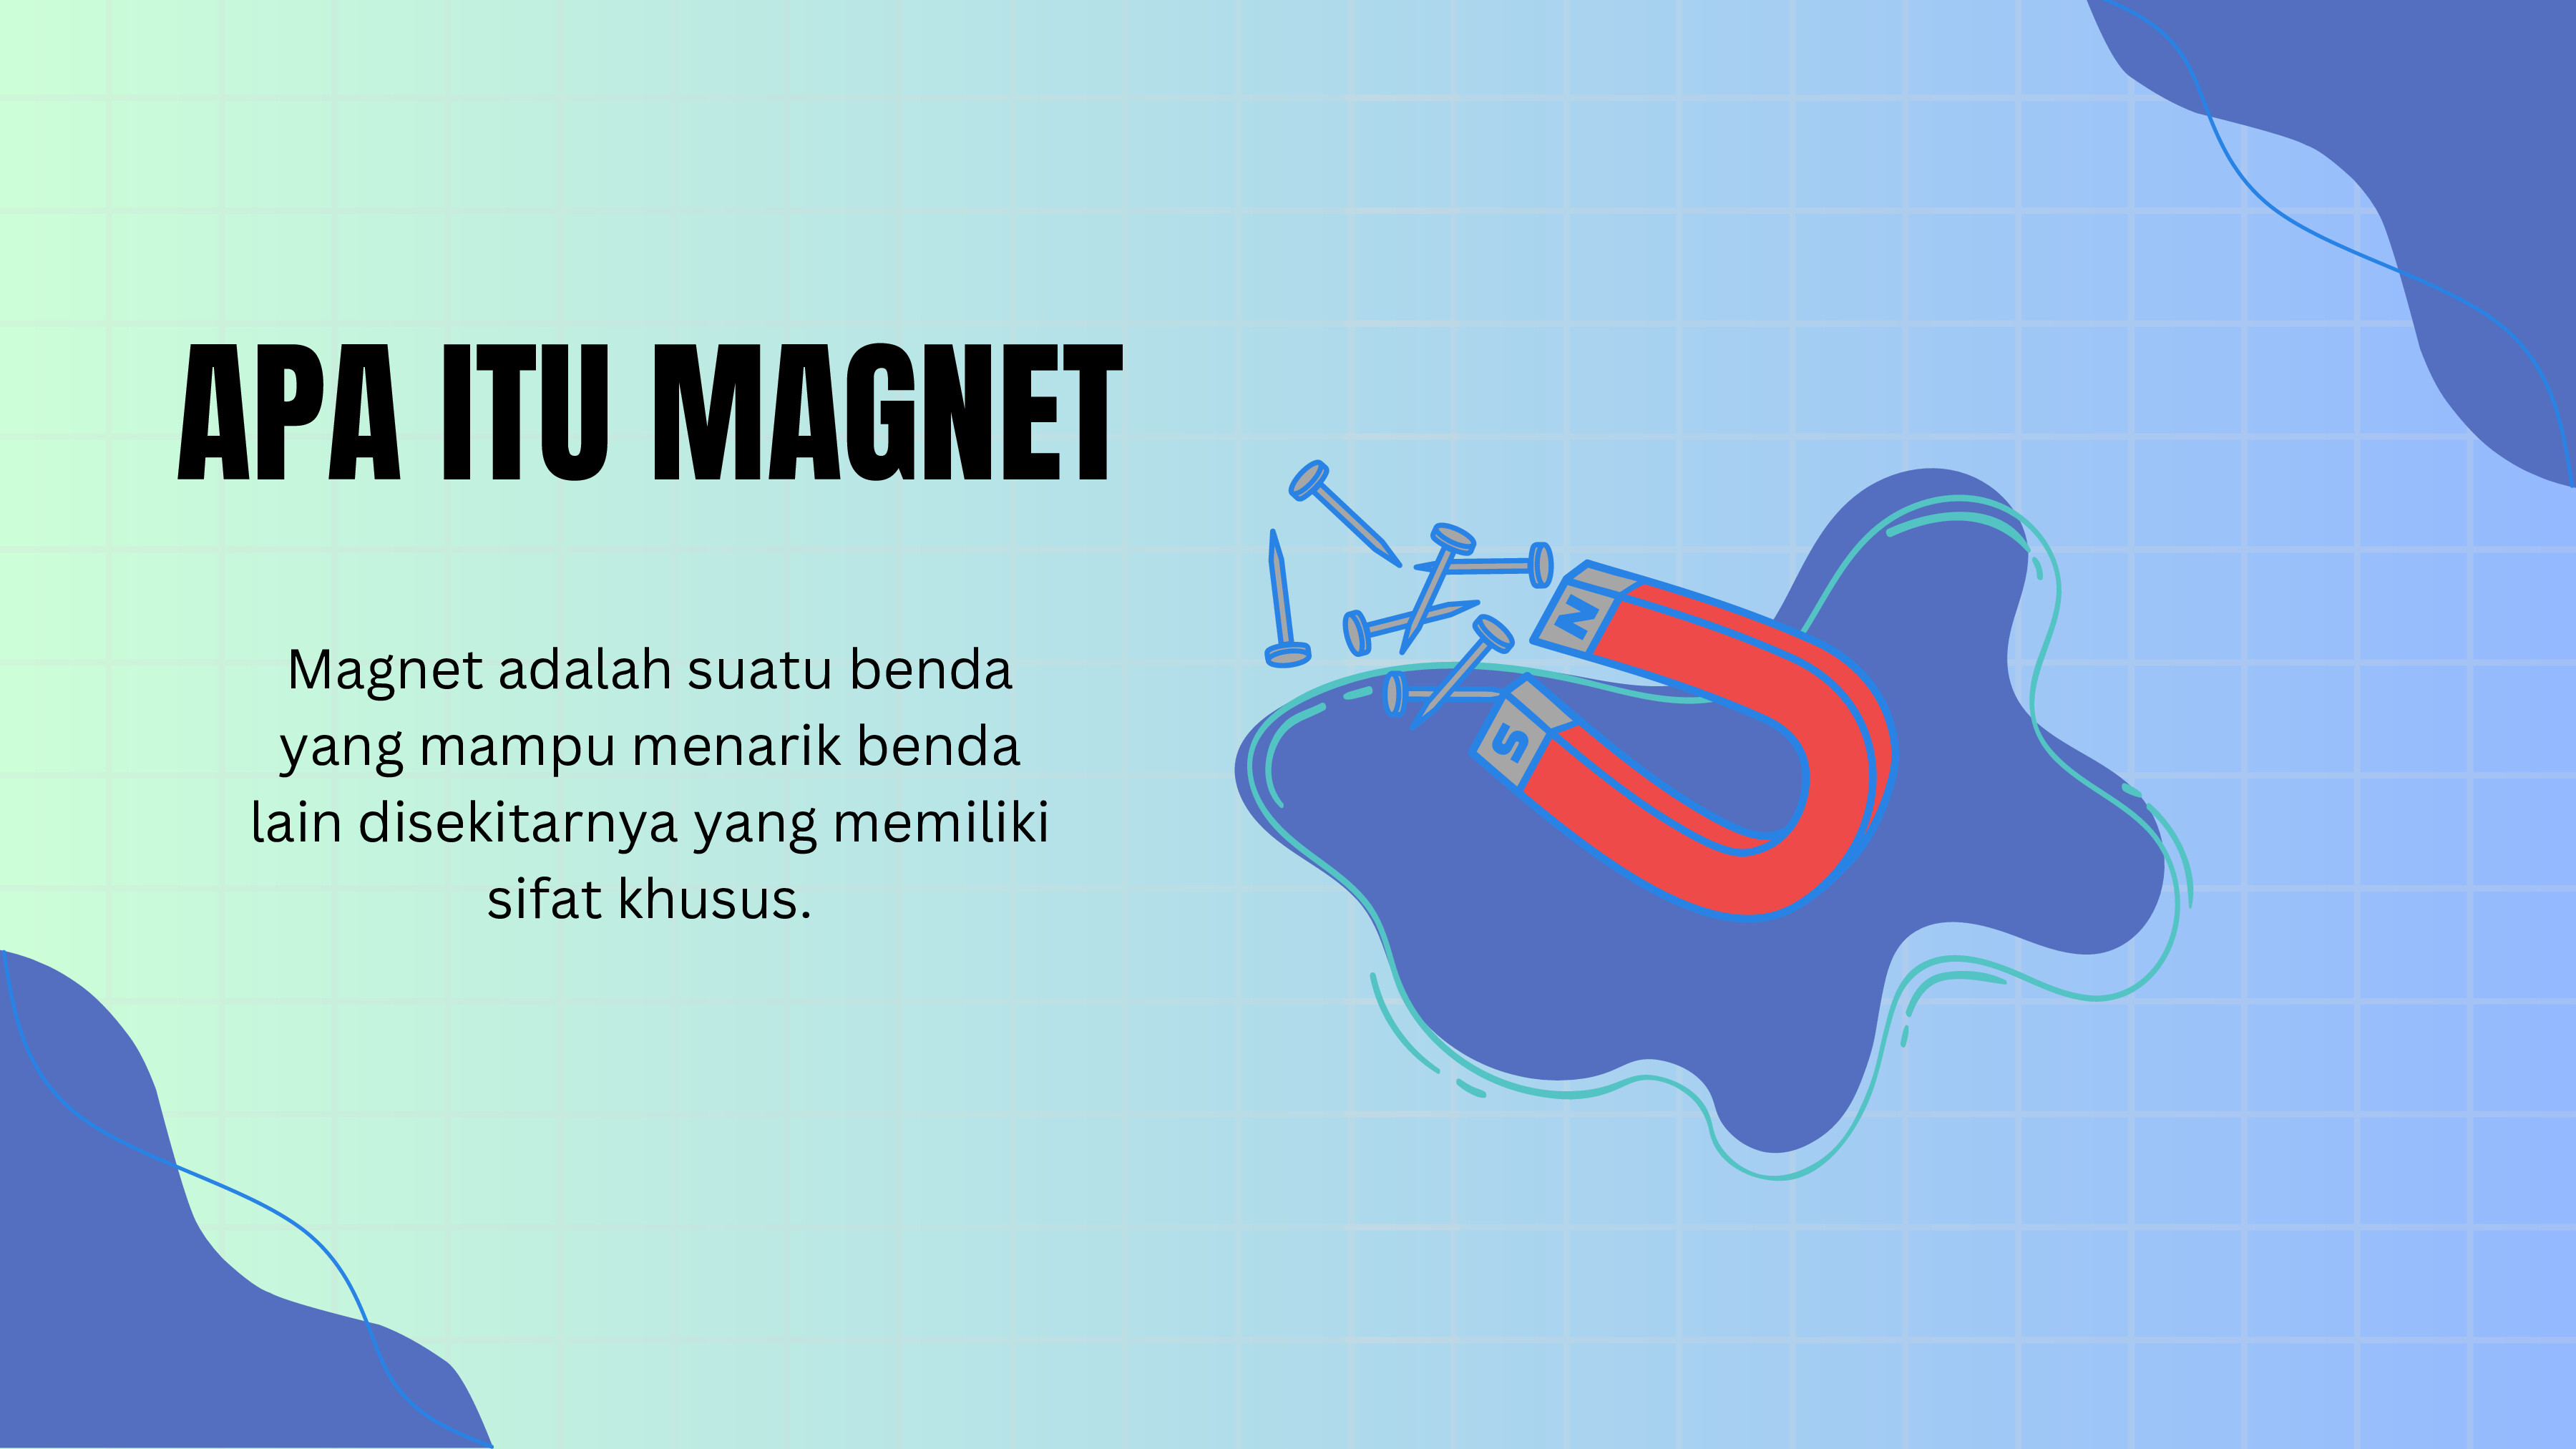 APA ITU MAGNET
Magnet adalah suatu benda
yang mampu menarik benda
lain disekitarnya yang memiliki
sifat khusus.
N
S